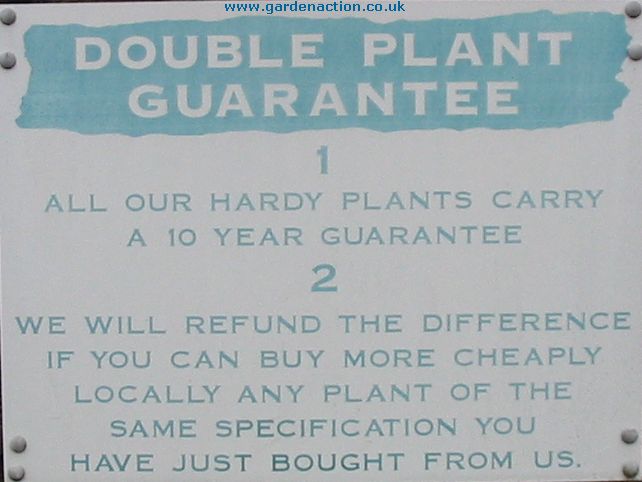 www.gardenaction.co.uk
DOUBLE PLANT
GUARANTEE
1
ALL OUR HARDY PLANTS CARRY
A 10 YEAR GUARANTEE
2
WE WILL REFUND THE DIFFERENCE
IF YOU CAN BUY MORE CHEAPLY
LOCALLY ANY PLANT OF THE
SAME SPECIFICATION YOU
HAVE JUST BOUGHT FROM US.